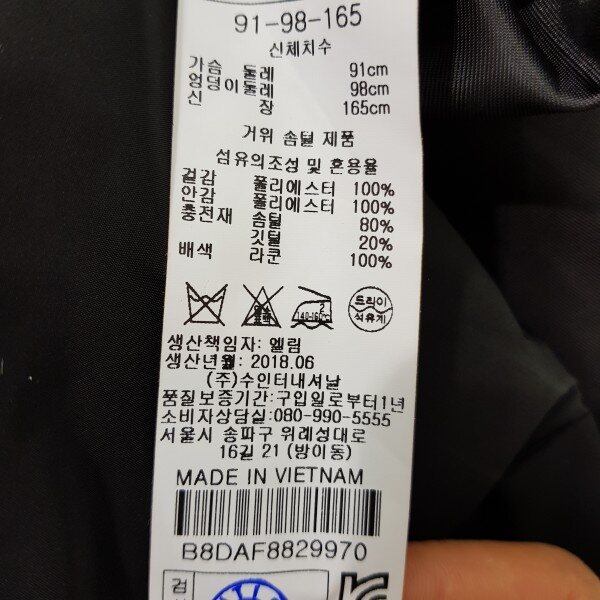 91-98-165
신체치수
가슴 둘레 91cm
엉덩이둘레 98cm
신 장 165cm
거위 솜털 제품
섬유의조성 및 혼용율
겉감 폴리에스터 100%
안감 폴리에스터 100%
충전재 솜털 80%
깃털 20%
배색 라쿤 100%
2
140-160℃
드라이
석유계
생산책임자: 엘림
생산년월: 2018.06
(주)수인터내셔날
품질보증기간:구입일로부터1년
소비자상담실:080-990-5555
서울시 송파구 위례성대로
16길 21 (방이동)
MADE IN VIETNAM
B8DAF8829970
검